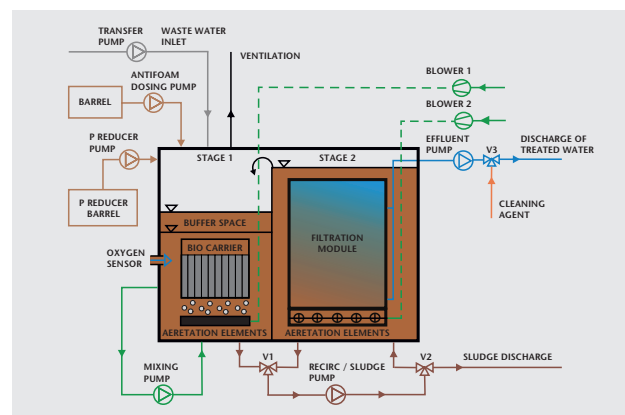 TRANSFER
PUMP
WASTE WATER
INLET
VENTILATION
BLOWER 1
ANTIFOAM
DOSING PUMP
BARREL
BLOWER 2
P REDUCER
PUMP
EFFLUENT
PUMP
V3
DISCHARGE OF
TREATED WATER
STAGE 1
STAGE 2
P REDUCER
BARREL
CLEANING
AGENT
BUFFER SPACE
FILTRATION
MODULE
BIO CARRIER
OXYGEN
SENSOR
AERETATION ELEMENTS
AERETATION ELEMENTS
MIXING
PUMP
V1
RECIRC / SLUDGE
PUMP
V2
SLUDGE DISCHARGE